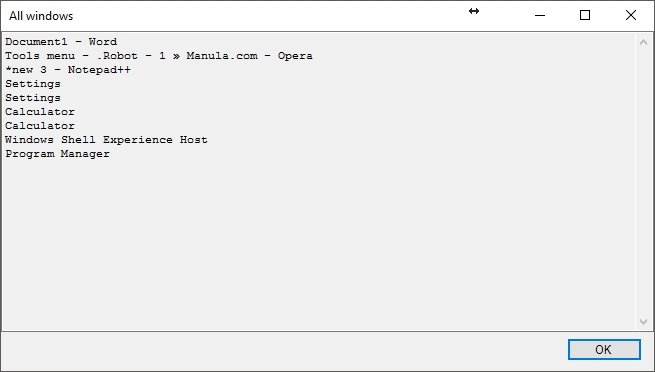 All windows
Document1 - Word
Tools menu - .Robot - 1 » Manula.com - Opera
*new 3 - Notepad++
Settings
Settings
Calculator
Calculator
Windows Shell Experience Host
Program Manager
OK